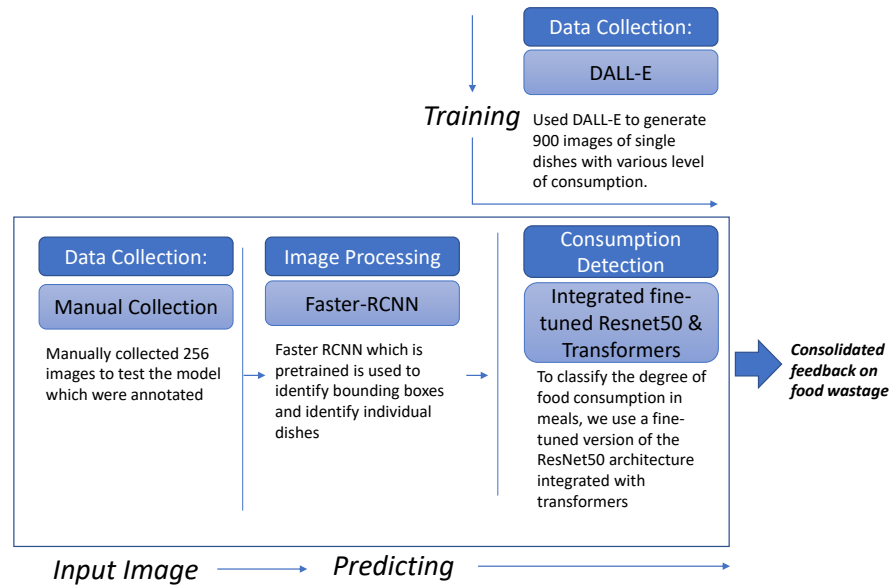 Data Collection:
DALL-E
Training
Used DALL-E to generate
900 images of single
dishes with various level
of consumption.
Data Collection:
Manual Collection
Manually collected 256
images to test the model
which were annotated
Image Processing
Faster-RCNN
Faster RCNN which is
pretrained is used to
identify bounding boxes
and identify individual
dishes
Consumption
Detection
Integrated fine-
tuned Resnet50 &
Transformers
To classify the degree of
food consumption in
meals, we use a fine-
tuned version of the
ResNet50 architecture
integrated with
transformers
Consolidated
feedback on
food wastage
Input Image
Predicting